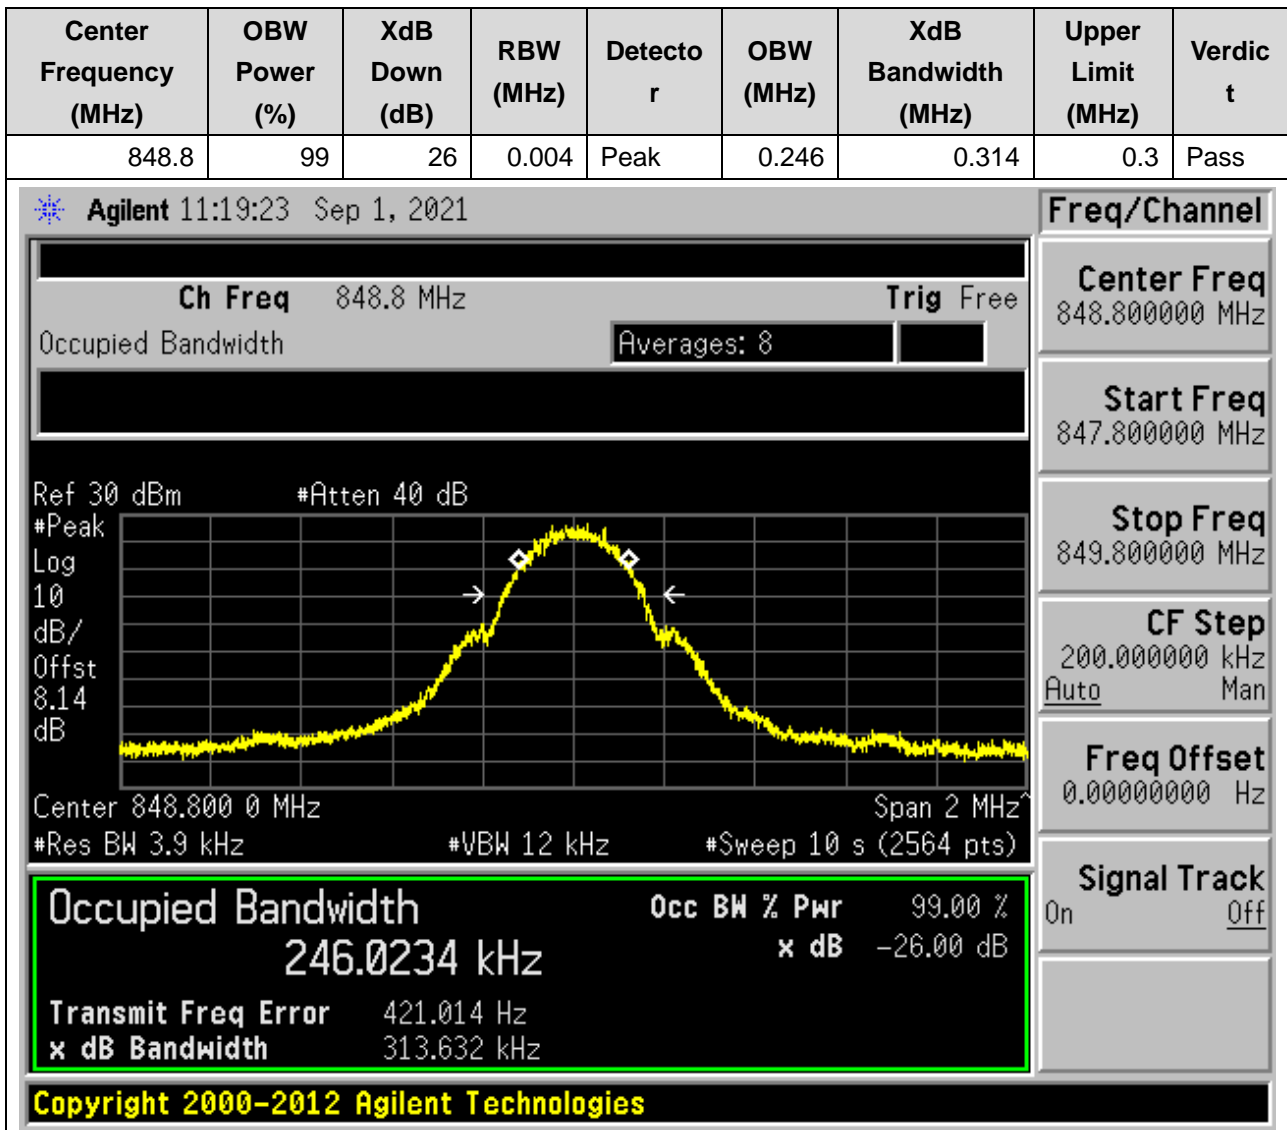 Center Frequency (MHz) OBW Power (%) XdB Down (dB) RBW (MHz) Detector OBW (MHz) XdB Bandwidth (MHz) Upper Limit (MHz) Verdict
848.8 99 26 0.004 Peak 0.246 0.314 0.3 Pass
Agilent 11:19:23 Sep 1, 2021
Ch Freq 848.8 MHz Trig Free
Occupied Bandwidth Averages: 8
Ref 30 dBm #Atten 40 dB
#Peak
Log
10
dB/
Offst
8.14
dB
Center 848.800 0 MHz Span 2 MHz^
#Res BW 3.9 kHz #VBW 12 kHz #Sweep 10 s (2564 pts)
Occupied Bandwidth Occ BW % Pwr 99.00 %
246.0234 kHz x dB -26.00 dB
Transmit Freq Error 421.014 Hz
x dB Bandwidth 313.632 kHz
Copyright 2000-2012 Agilent Technologies
Freq/Channel
Center Freq
848.800000 MHz
Start Freq
847.800000 MHz
Stop Freq
849.800000 MHz
CF Step
200.000000 kHz
Auto Man
Freq Offset
0.00000000 Hz
Signal Track
On Off